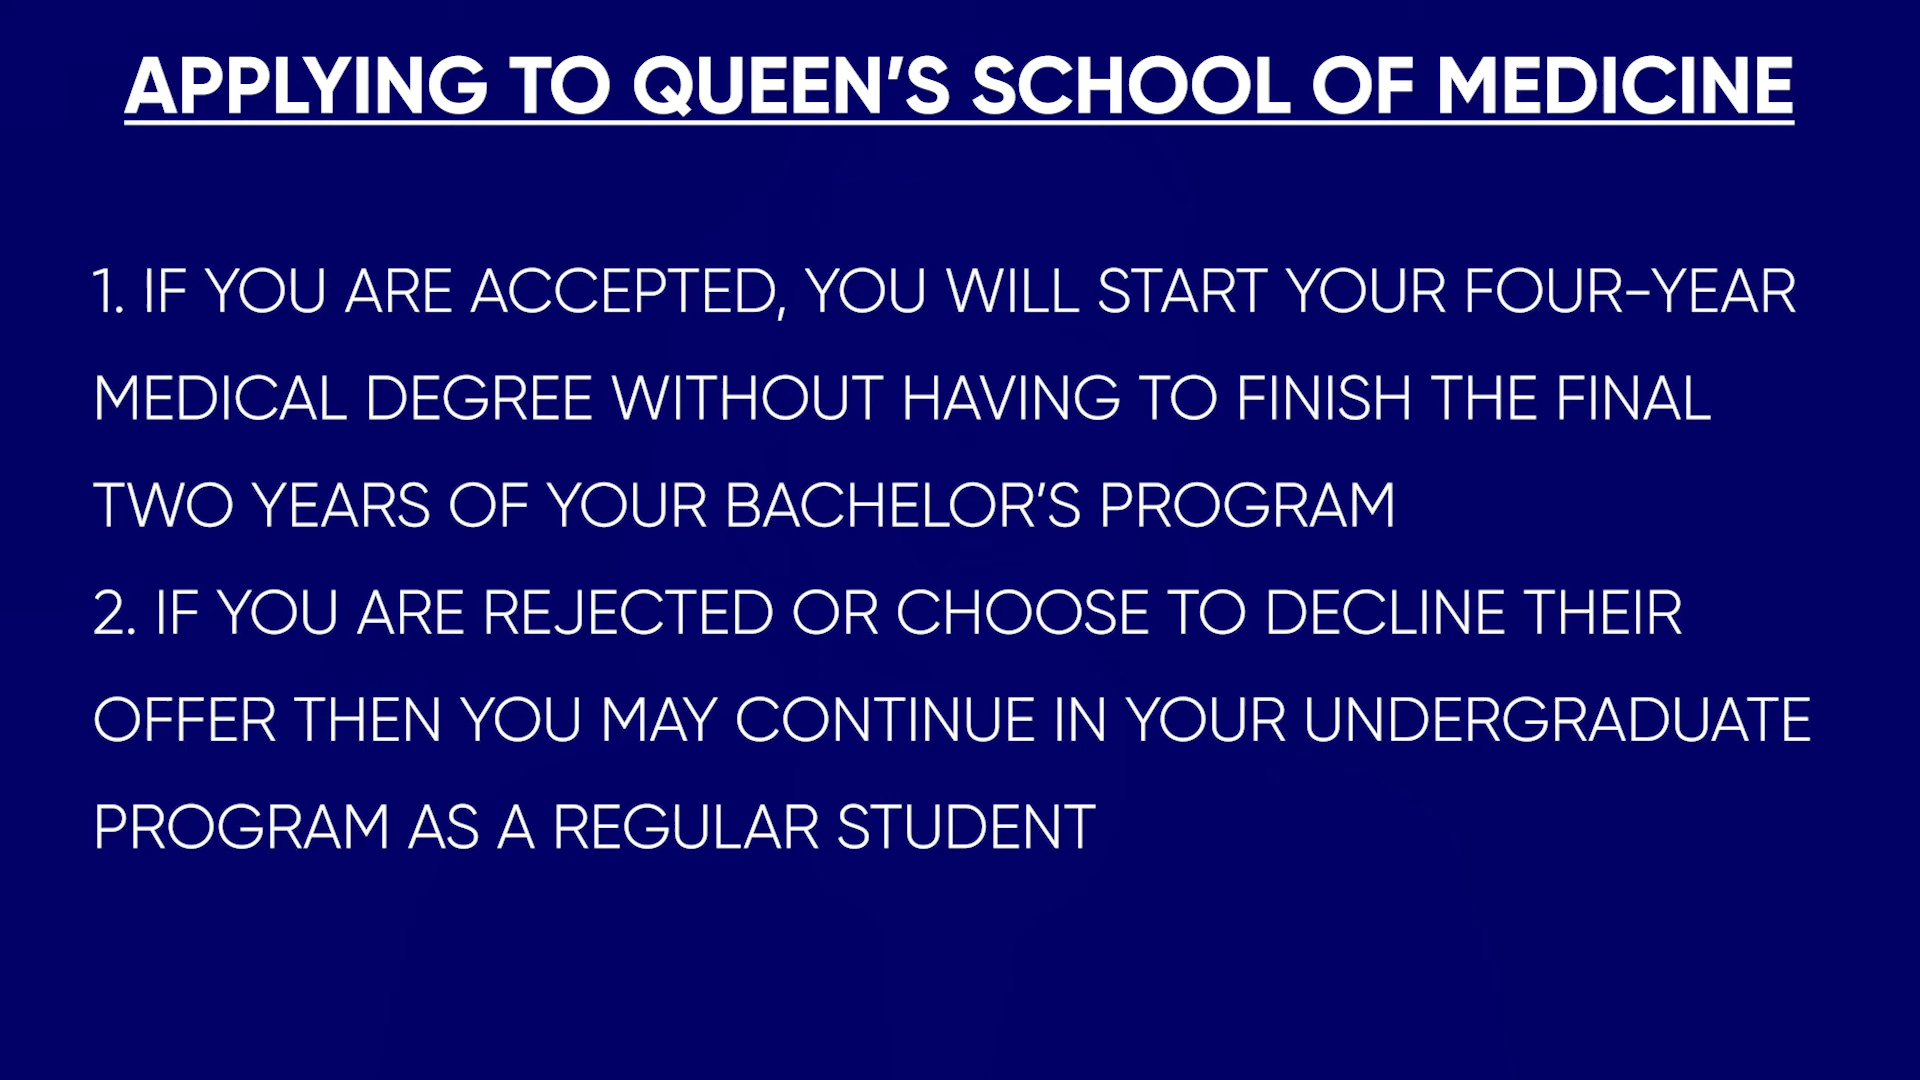 APPLYING TO QUEEN'S SCHOOL OF MEDICINE
1. IF YOU ARE ACCEPTED, YOU WILL START YOUR FOUR-YEAR
MEDICAL DEGREE WITHOUT HAVING TO FINISH THE FINAL
TWO YEARS OF YOUR BACHELOR'S PROGRAM
2. IF YOU ARE REJECTED OR CHOOSE TO DECLINE THEIR
OFFER THEN YOU MAY CONTINUE IN YOUR UNDERGRADUATE
PROGRAM AS A REGULAR STUDENT